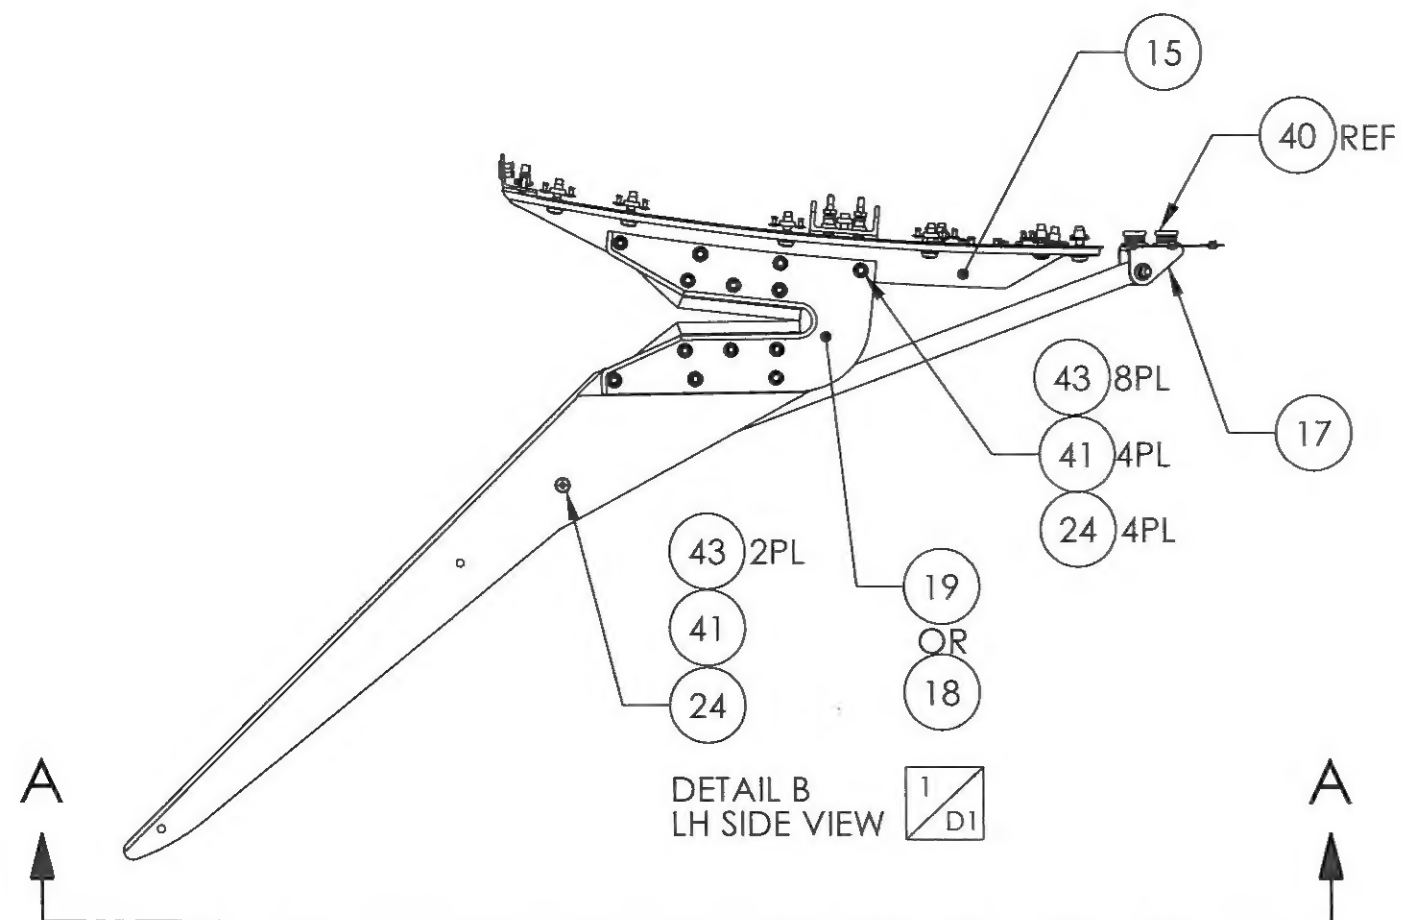 15
40 REF
43 8PL
41 4PL
24 4PL
17
43 2PL
41
24
19
OR
18
DETAIL B
LH SIDE VIEW
1
D1
A
A